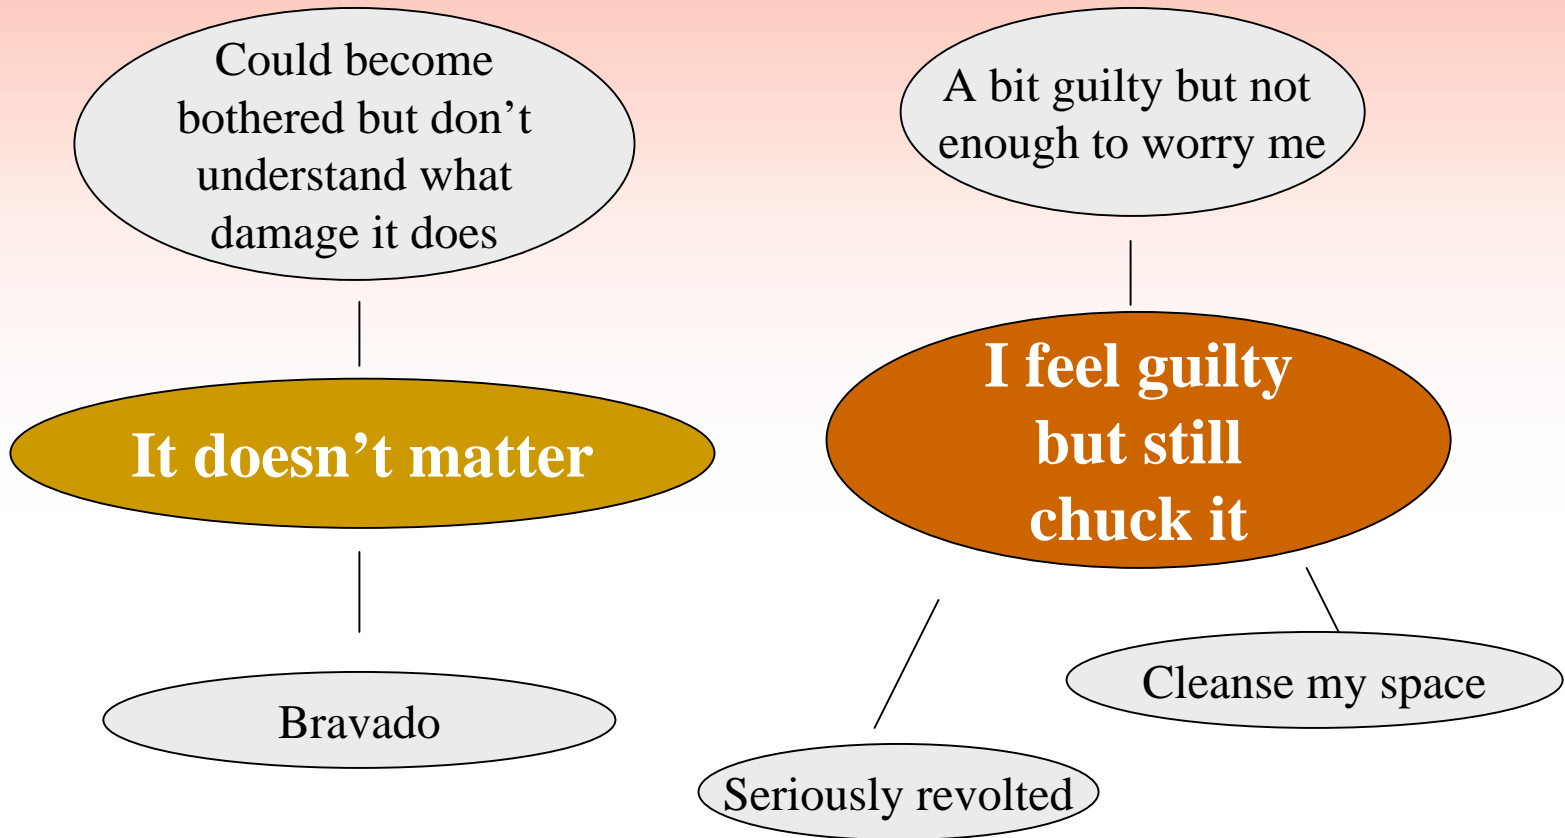 Could become
bothered but don’t
understand what
damage it does
A bit guilty but not
enough to worry me
It doesn’t matter
I feel guilty
but still
chuck it
Bravado
Cleanse my space
Seriously revolted